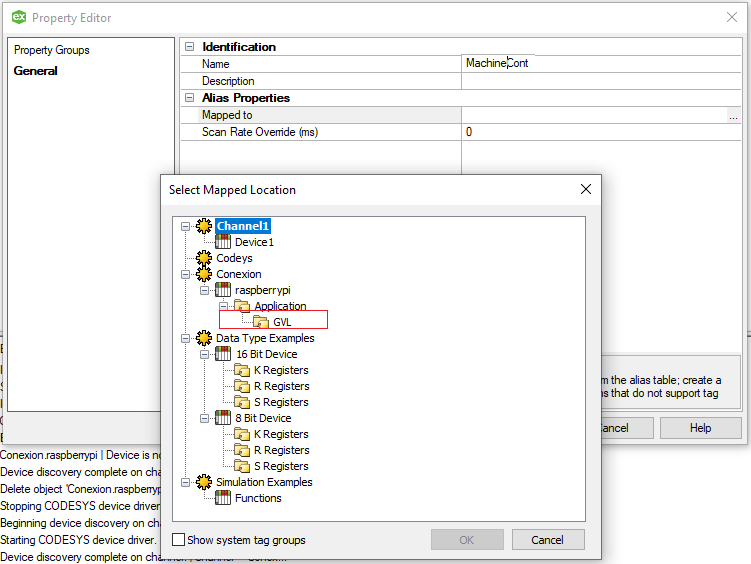 ex Property Editor
Property Groups
General
Identification
Name MachineCont
Description
Alias Properties
Mapped to ...
Scan Rate Override (ms) 0
Select Mapped Location
Channel1
Device1
Codeys
Conexion
raspberrypi
Application
GVL
Data Type Examples
16 Bit Device
K Registers
R Registers
S Registers
8 Bit Device
K Registers
R Registers
S Registers
Simulation Examples
Functions
Show system tag groups
OK
Cancel
the alias table; create a
that do not support tag
Help
Conexion.raspberrypi | Device is
Device discovery complete on
Delete object 'Conexion.raspberryp
Stopping CODESYS device driver
Beginning device discovery on
Starting CODESYS device driver.
Device discovery complete on channel. | Channel